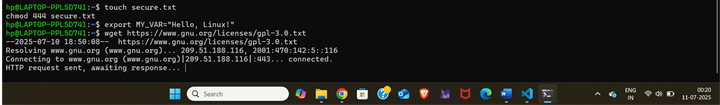 hp@LAPTOP-PPL5D741:~$ touch secure.txt
chmod 444 secure.txt
hp@LAPTOP-PPL5D741:~$ export MY_VAR="Hello, Linux!"
hp@LAPTOP-PPL5D741:~$ wget https://www.gnu.org/licenses/gpl-3.0.txt
--2025-07-10 18:50:08--  https://www.gnu.org/licenses/gpl-3.0.txt
Resolving www.gnu.org (www.gnu.org)... 209.51.188.116, 2001:470:142:5::116
Connecting to www.gnu.org (www.gnu.org)|209.51.188.116|:443... connected.
HTTP request sent, awaiting response...
Search
ENG
IN
00:20
11-07-2025